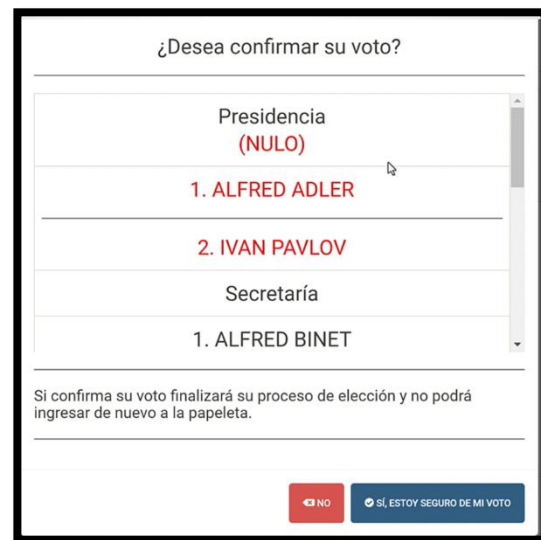 ¿Desea confirmar su voto?
Presidencia
(NULO)
1. ALFRED ADLER
2. IVAN PAVLOV
Secretaría
1. ALFRED BINET
Si confirma su voto finalizará su proceso de elección y no podrá
ingresar de nuevo a la papeleta.
NO
SÍ, ESTOY SEGURO DE MI VOTO